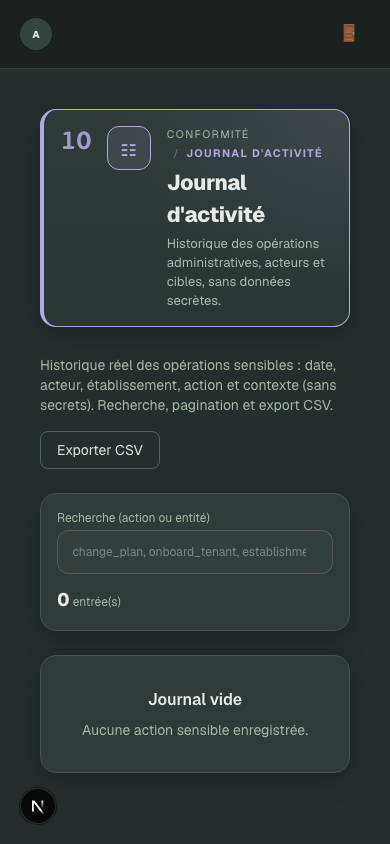 A
10
CONFORMITÉ
/ JOURNAL D'ACTIVITÉ
Journal
d'activité
Historique des opérations
administratives, acteurs et
cibles, sans données
secrètes.
Historique réel des opérations sensibles : date,
acteur, établissement, action et contexte (sans
secrets). Recherche, pagination et export CSV.
Exporter CSV
Recherche (action ou entité)
change_plan, onboard_tenant, establishme
0 entrée(s)
Journal vide
Aucune action sensible enregistrée.
N